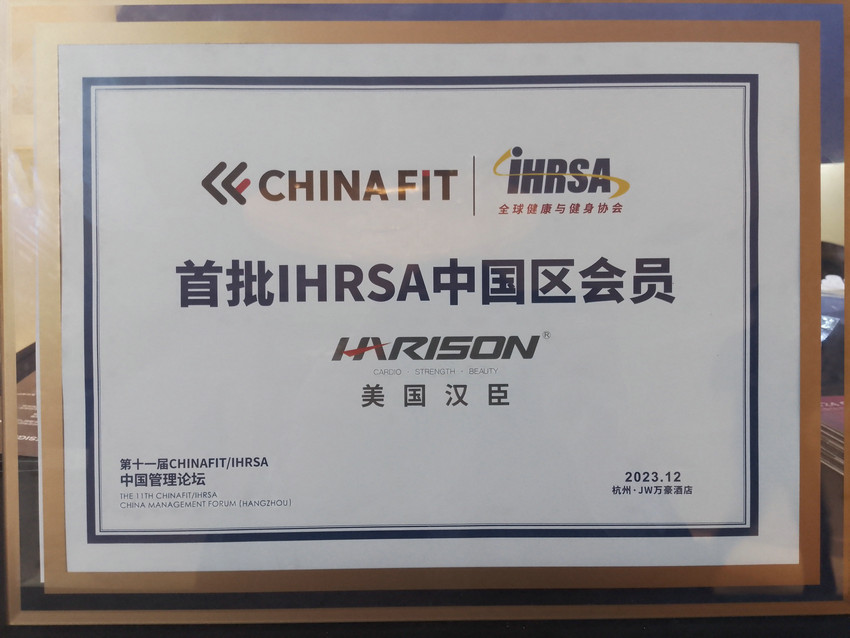 CHINA FIT
iHRSA
全球健康与健身协会
首批IHRSA中国区会员
HARISON®
CARDIO · STRENGTH · BEAUTY
美国汉臣
第十一届CHINAFIT/IHRSA
中国管理论坛
THE 11TH CHINAFIT/IHRSA
CHINA MANAGEMENT FORUM (HANGZHOU)
2023.12
杭州·JW万豪酒店